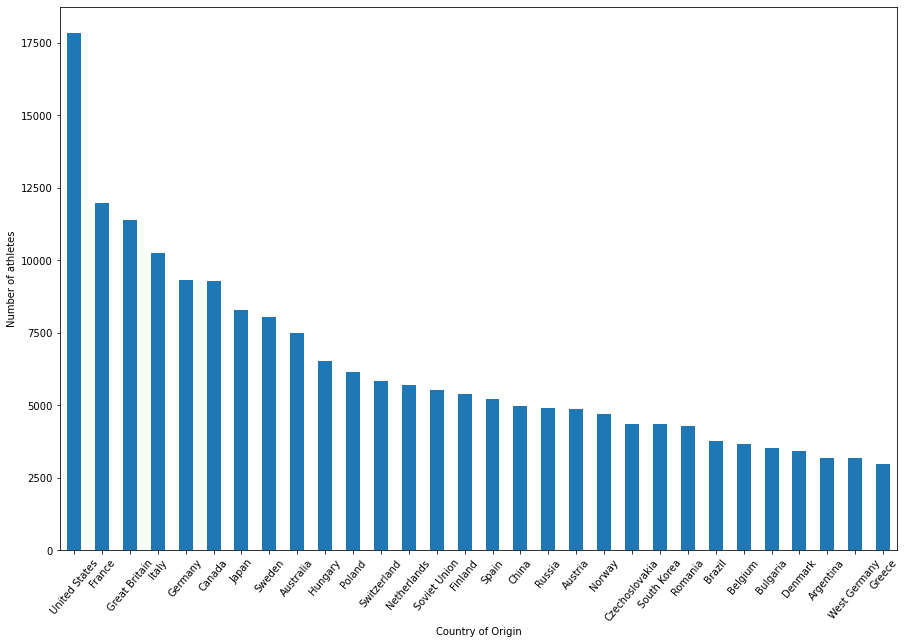 17500
15000
12500
10000
7500
5000
2500
0
Number of athletes
United States
France
Great Britain
Italy
Germany
Canada
Japan
Sweden
Australia
Hungary
Poland
Switzerland
Netherlands
Soviet Union
Finland
Spain
China
Russia
Austria
Norway
Czechoslovakia
South Korea
Romania
Brazil
Belgium
Bulgaria
Denmark
Argentina
West Germany
Greece
Country of Origin